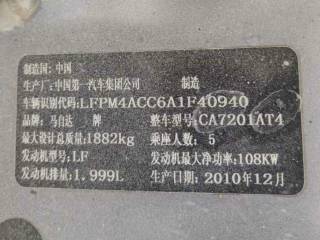 制造国:中国
生产厂:中国第一汽车集团公司 制造
车辆识别代码:LFPM4ACC6A1F40940
品牌:马自达 牌 整车型号:CA7201AT4
最大设计总质量:1882kg 乘座人数:5
发动机型号:LF 发动机最大净功率:108KW
发动机排量:1.999L 生产日期:2010年12月